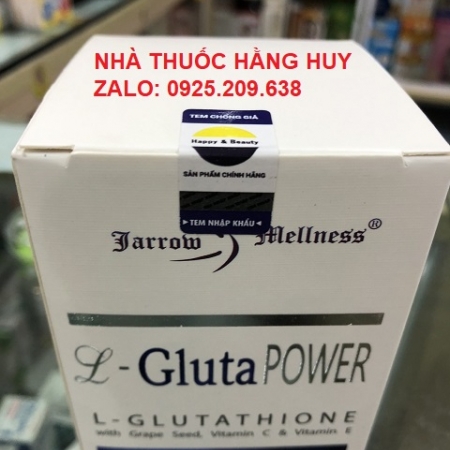 NHÀ THUỐC HẰNG HUY
ZALO: 0925.209.638
TEM CHỐNG GIẢ
Happy & Beauty
SẢN PHẨM CHÍNH HÃNG
▶ TEM NHẬP KHẨU ◀
Jarrow Mellness®
L-Gluta POWER
L-GLUTATHIONE
with Grape Seed, Vitamin C & Vitamin E